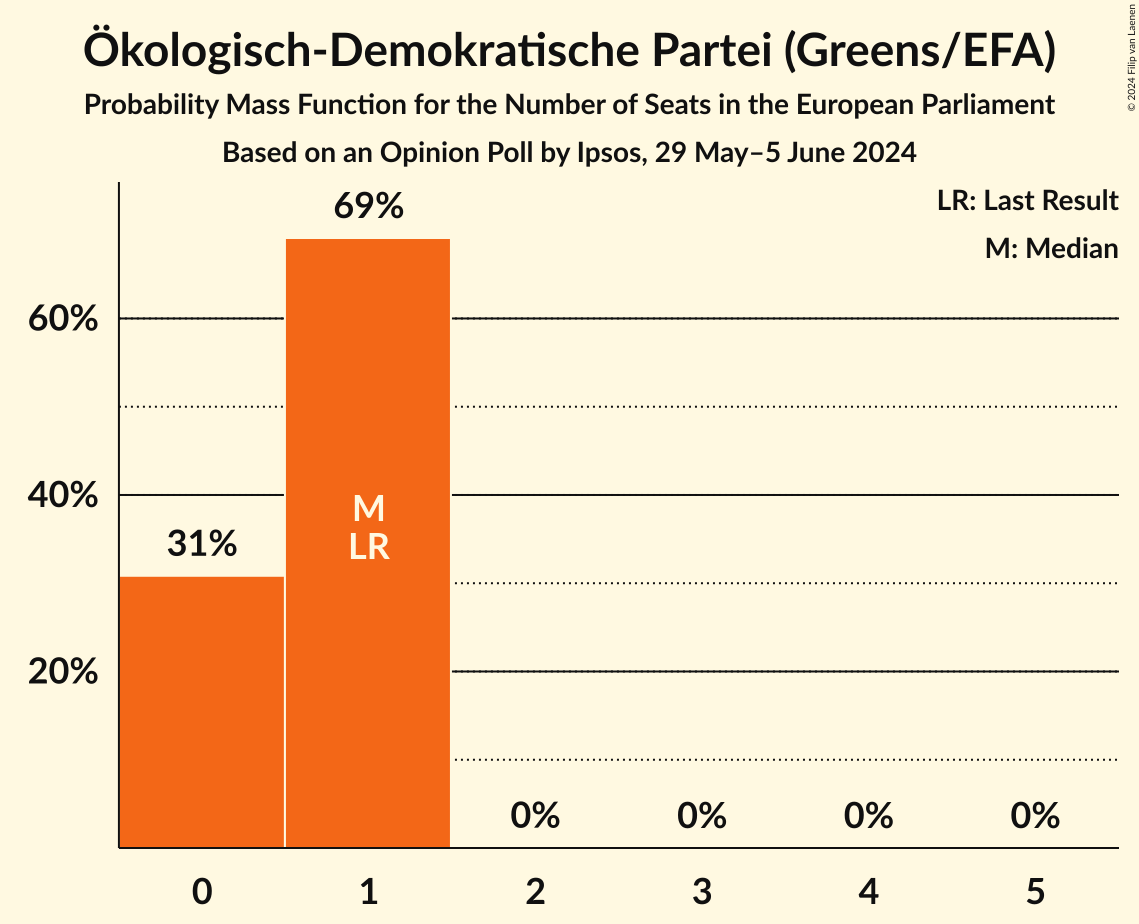 Ökologisch-Demokratische Partei (Greens/EFA)
Probability Mass Function for the Number of Seats in the European Parliament
Based on an Opinion Poll by Ipsos, 29 May–5 June 2024
© 2024 Filip van Laenen
LR: Last Result
M: Median
69%
60%
40%
M
LR
31%
20%
0% 0% 0% 0%
0 1 2 3 4 5